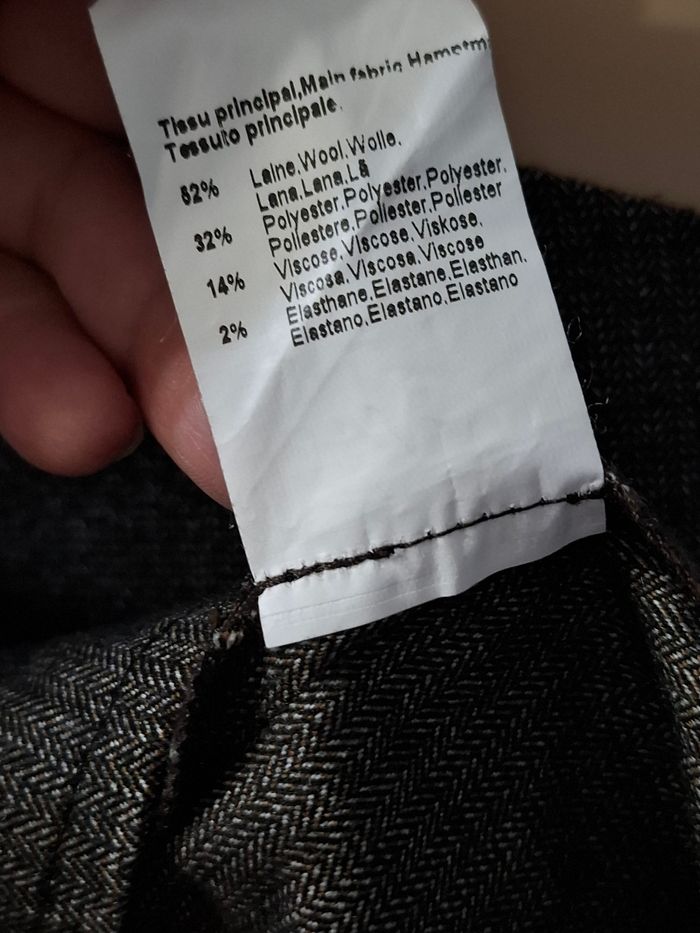 Tissu principal,Main fabric
Tessuto principale.
52% Laine.Wool.Wolle.
Lana.Lana.Lã
32% Polyester.Polyester.Polyester.
Poliestere.Poliester.Poliester
14% Viscose.Viscose.Viskose.
Viscosa.Viscosa.Viscose
2% Elasthane.Elastane.Elasthan.
Elastano.Elastano.Elastano